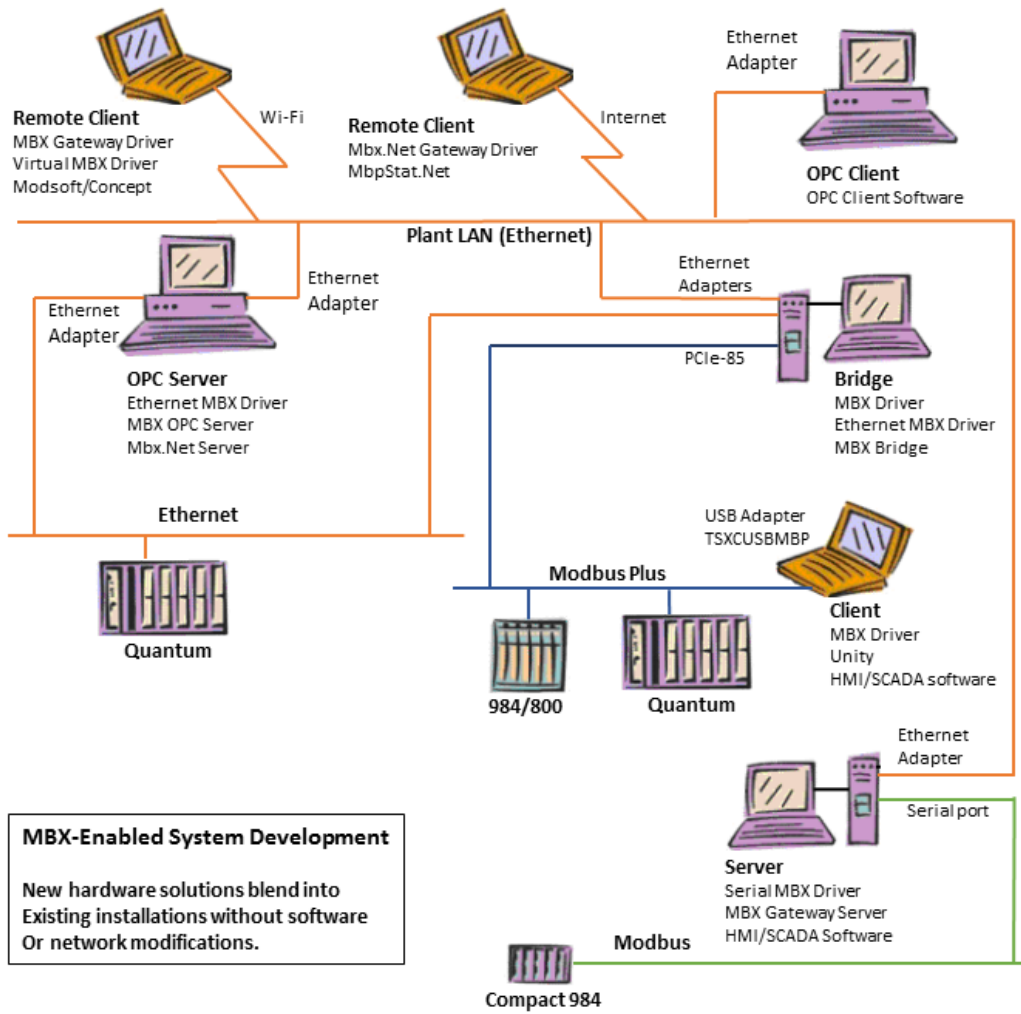 Remote Client
MBX Gateway Driver
Virtual MBX Driver
Modsoft/Concept
Wi-Fi
Remote Client
Mbx.Net Gateway Driver
MbpStat.Net
Internet
Ethernet
Adapter
OPC Client
OPC Client Software
Plant LAN (Ethernet)
Ethernet
Adapter
Ethernet
Adapter
OPC Server
Ethernet MBX Driver
MBX OPC Server
Mbx.Net Server
Ethernet
Adapters
PCIe-85
Bridge
MBX Driver
Ethernet MBX Driver
MBX Bridge
Ethernet
Quantum
USB Adapter
TSXCUSBMBP
Modbus Plus
984/800
Quantum
Client
MBX Driver
Unity
HMI/SCADA software
Ethernet
Adapter
Serial port
Server
Serial MBX Driver
MBX Gateway Server
HMI/SCADA Software
MBX-Enabled System Development
New hardware solutions blend into
Existing installations without software
Or network modifications.
Modbus
Compact 984